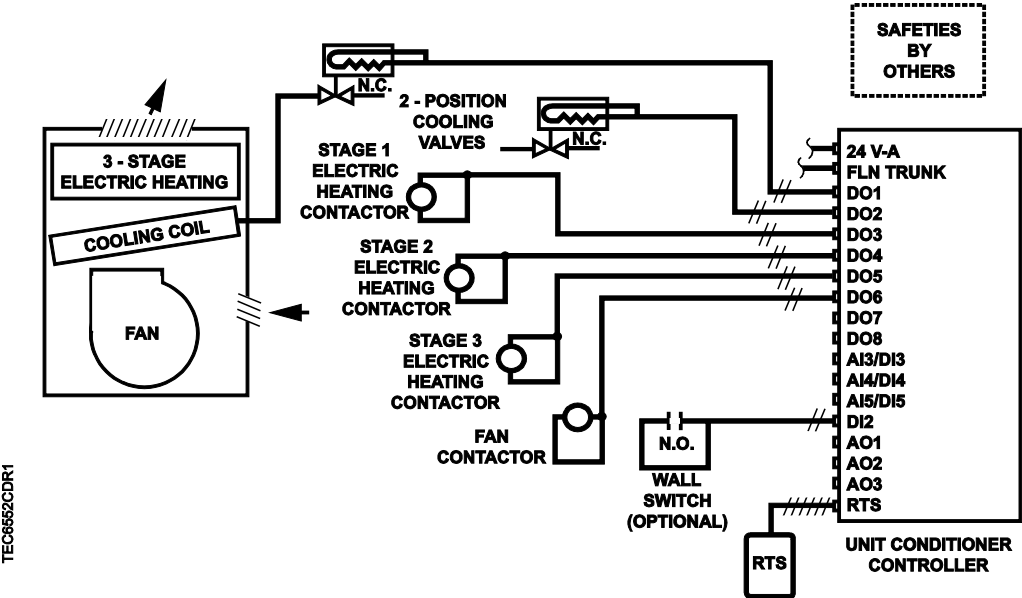 SAFETIES
BY
OTHERS
N.C.
2 - POSITION
COOLING
VALVES
N.C.
3 - STAGE
ELECTRIC HEATING
COOLING COIL
FAN
STAGE 1
ELECTRIC
HEATING
CONTACTOR
STAGE 2
ELECTRIC
HEATING
CONTACTOR
STAGE 3
ELECTRIC
HEATING
CONTACTOR
FAN
CONTACTOR
N.O.
WALL
SWITCH
(OPTIONAL)
24 V-A
FLN TRUNK
DO1
DO2
DO3
DO4
DO5
DO6
DO7
DO8
AI3/DI3
AI4/DI4
AI5/DI5
DI2
AO1
AO2
AO3
RTS
RTS
UNIT CONDITIONER
CONTROLLER
TEC6552CDR1